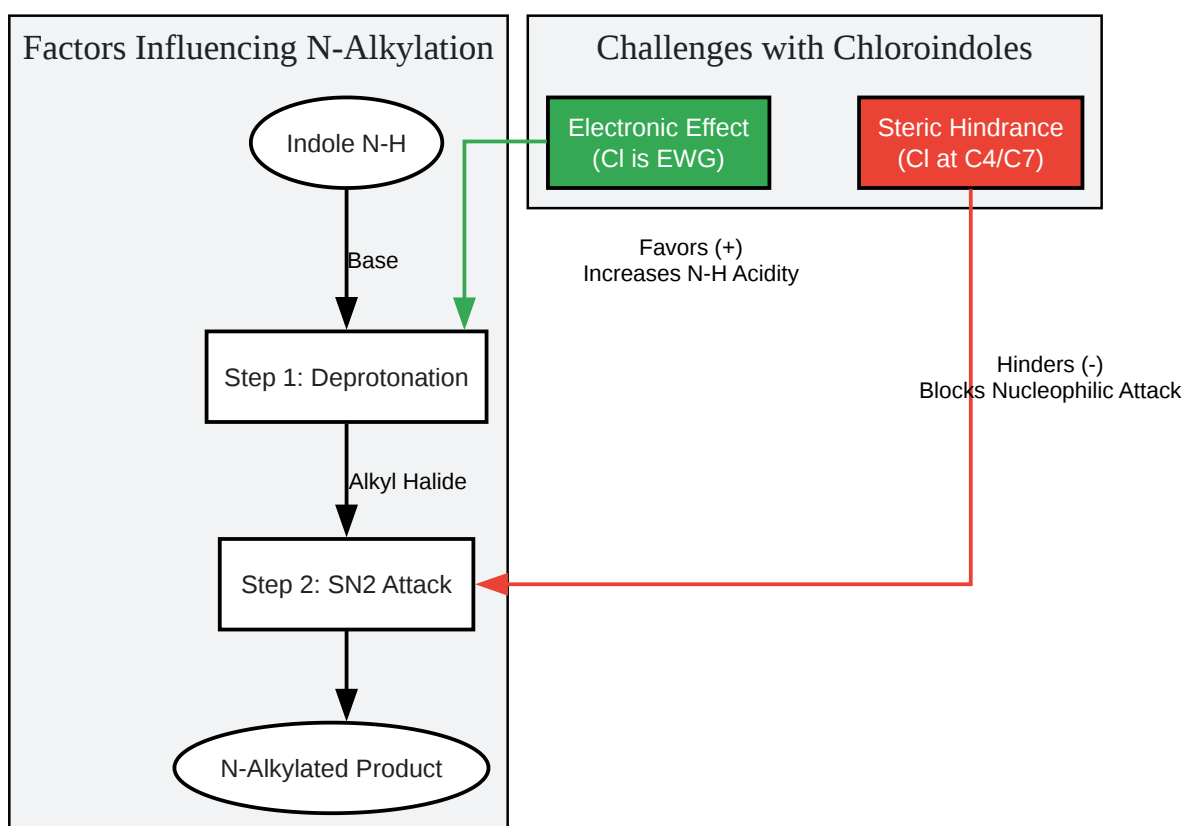 Factors Influencing N-Alkylation
Indole N-H
Base
Step 1: Deprotonation
Alkyl Halide
Step 2: SN2 Attack
N-Alkylated Product
Challenges with Chloroindoles
Electronic Effect
(Cl is EWG)
Steric Hindrance
(Cl at C4/C7)
Favors (+)
Increases N-H Acidity
Hinders (-)
Blocks Nucleophilic Attack